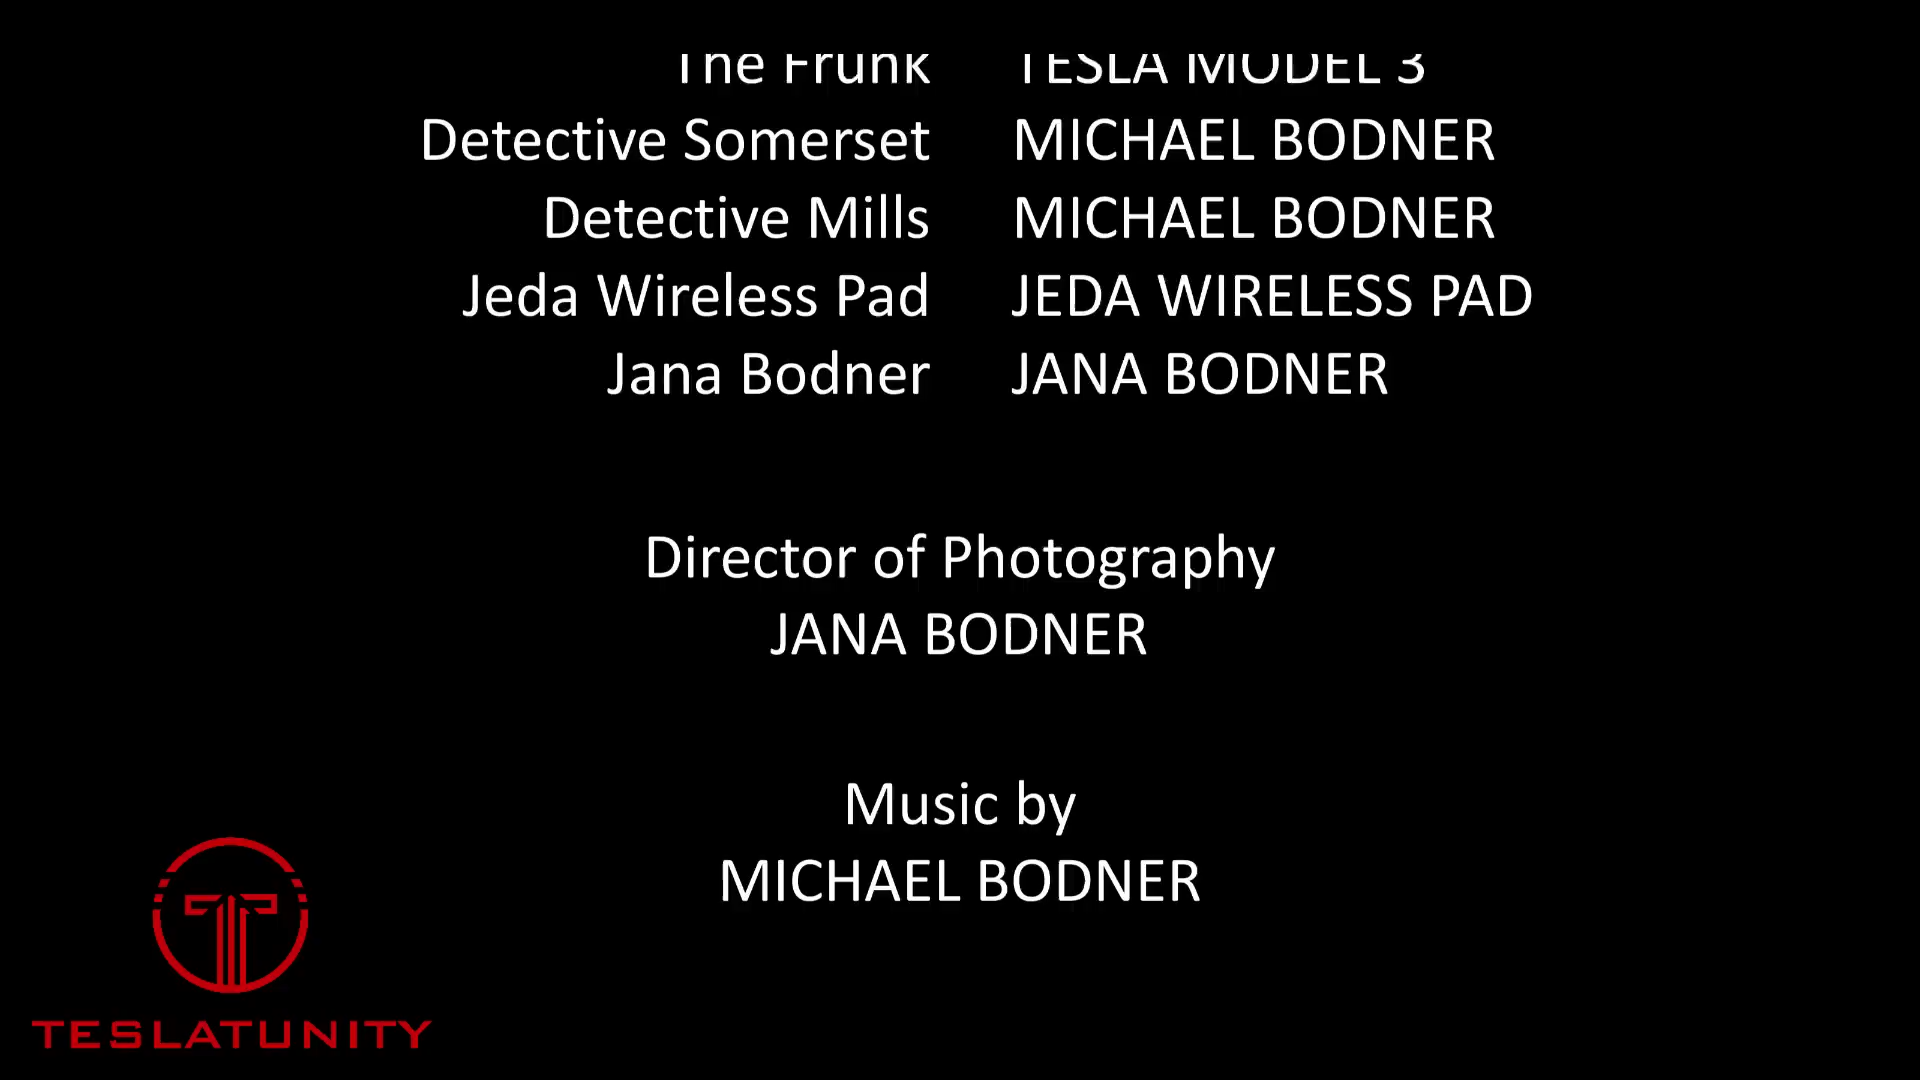 The Frunk TESLA MODEL 3
Detective Somerset MICHAEL BODNER
Detective Mills MICHAEL BODNER
Jeda Wireless Pad JEDA WIRELESS PAD
Jana Bodner JANA BODNER
Director of Photography
JANA BODNER
Music by
MICHAEL BODNER
TESLATUNITY